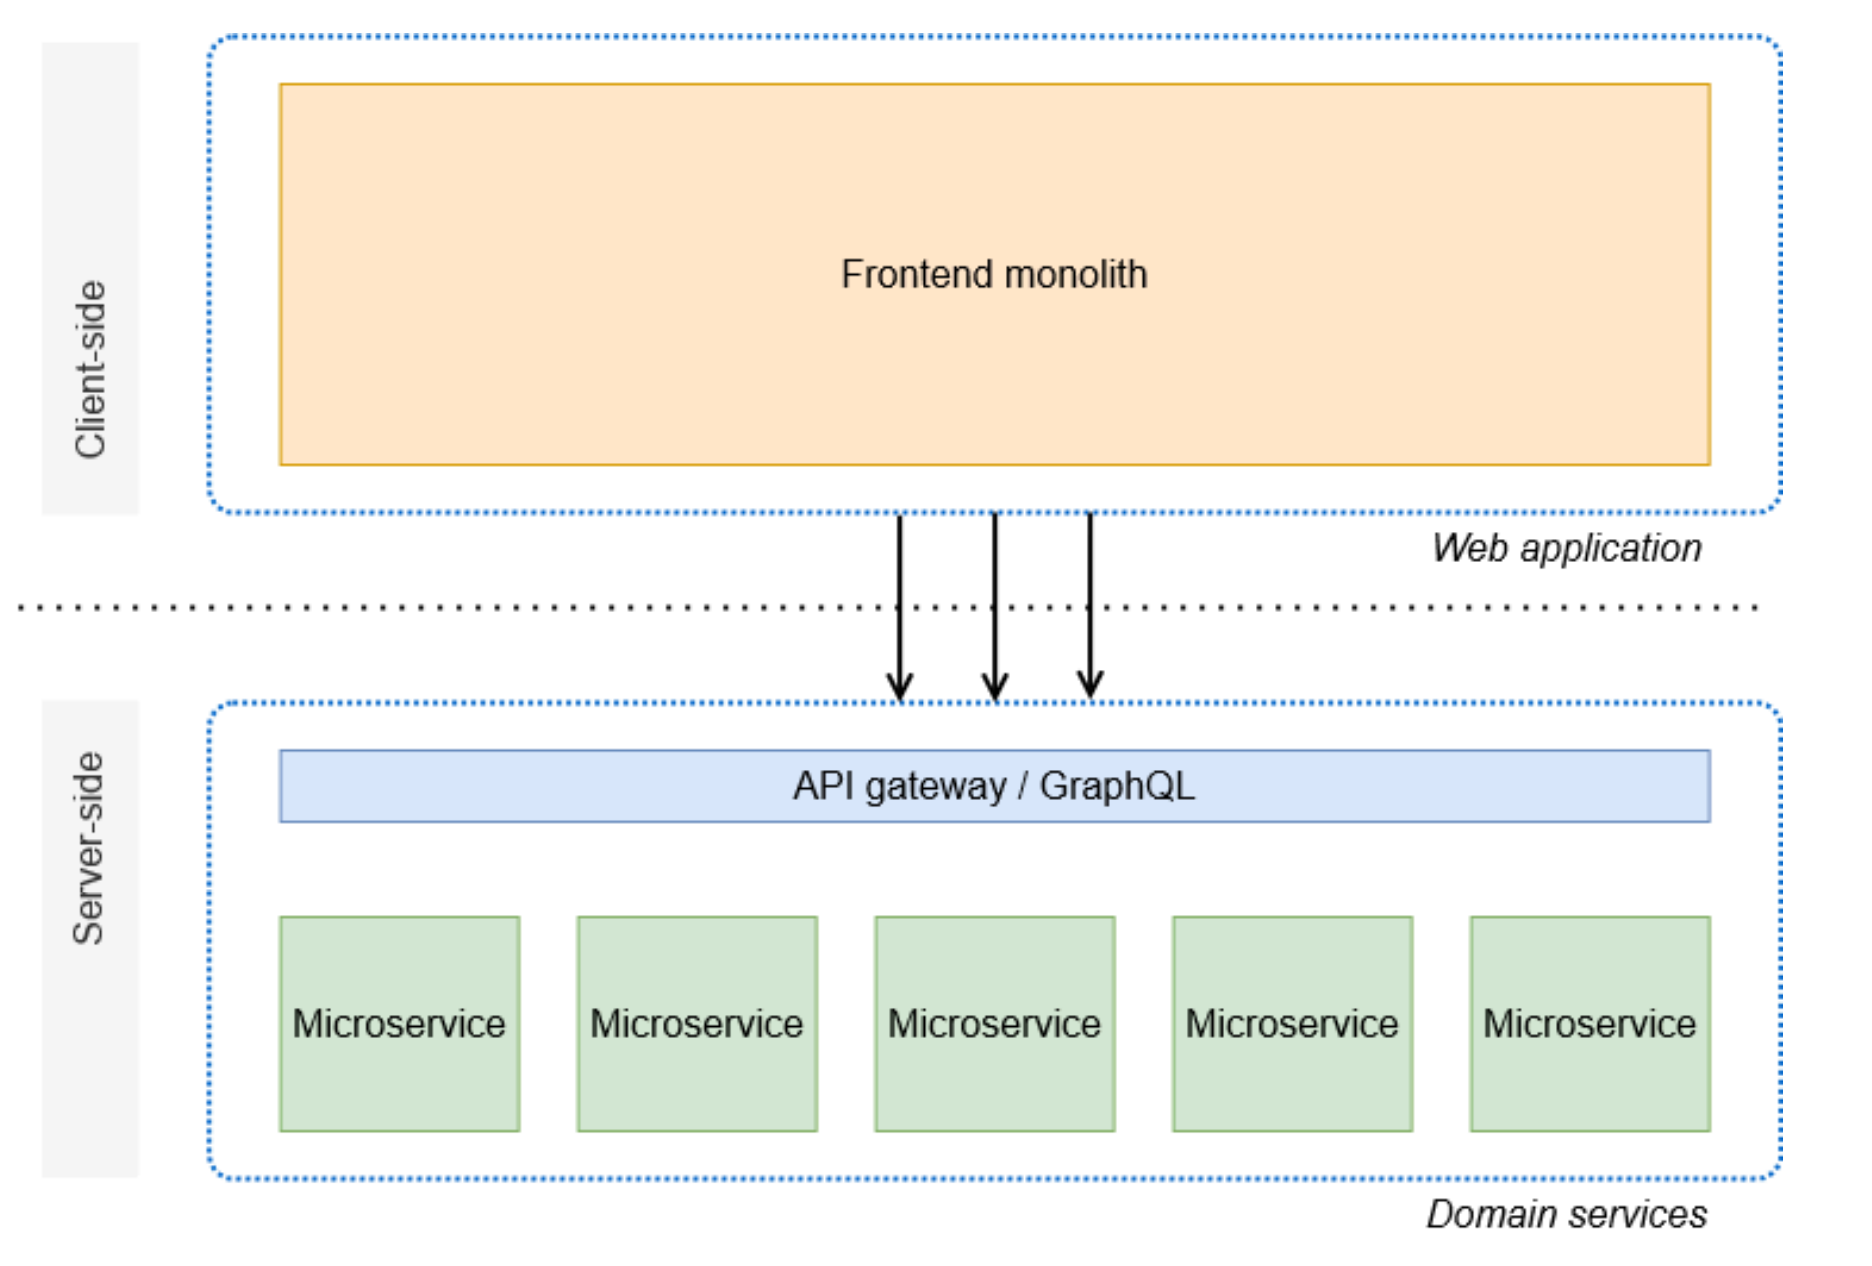 Client-side
Frontend monolith
Web application
Server-side
API gateway / GraphQL
Microservice
Microservice
Microservice
Microservice
Microservice
Domain services